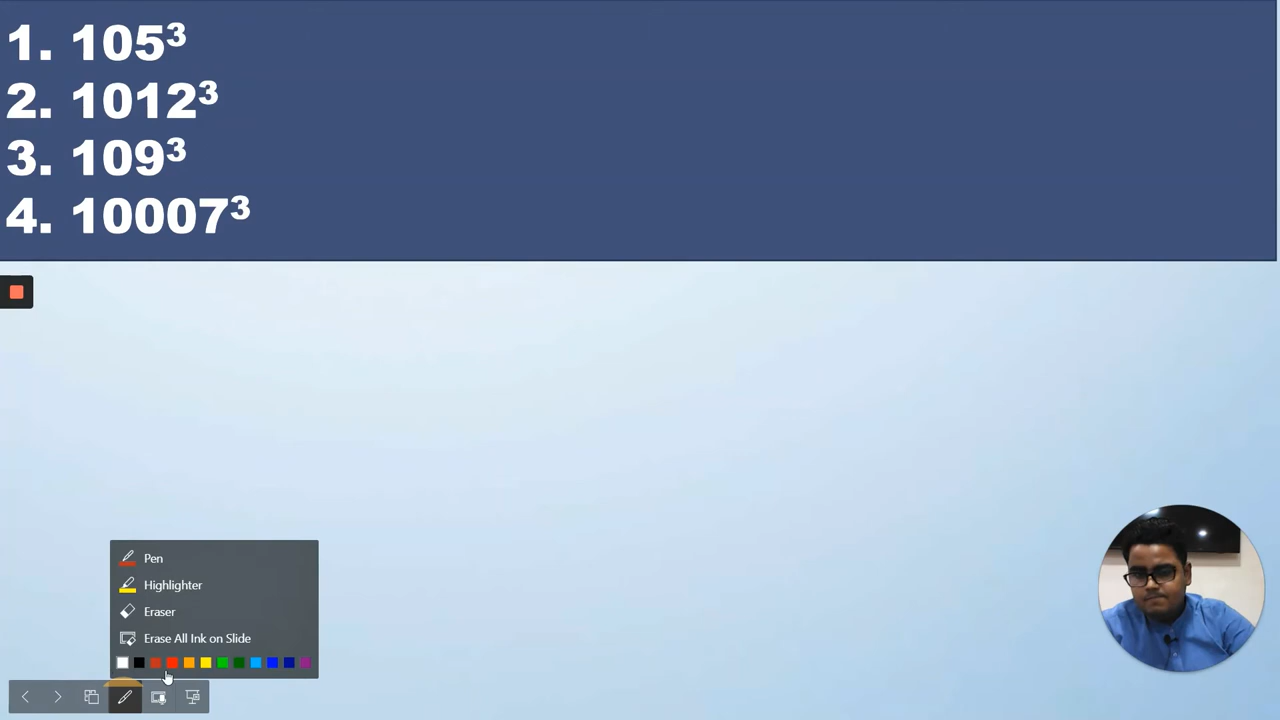 1. 105³
2. 1012³
3. 109³
4. 10007³
Pen
Highlighter
Eraser
Erase All Ink on Slide